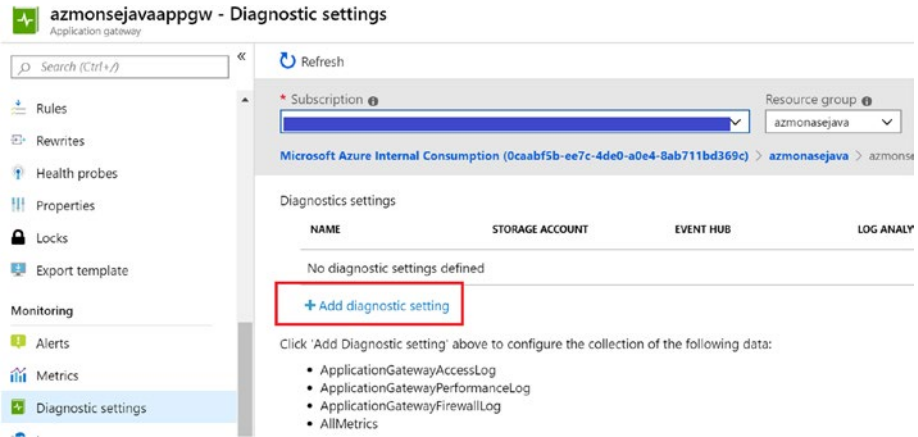 azmonsejavaappgw - Diagnostic settings
Application gateway
Search (Ctrl+/)
«
Rules
Rewrites
Health probes
Properties
Locks
Export template
Monitoring
Alerts
Metrics
Diagnostic settings
Refresh
* Subscription
Resource group
azmonasejava
Microsoft Azure Internal Consumption (0caabf5b-ee7c-4de0-a0e4-8ab711bd369c) > azmonasejava > azmonse
Diagnostics settings
NAME STORAGE ACCOUNT EVENT HUB LOG ANALY
No diagnostic settings defined
+ Add diagnostic setting
Click 'Add Diagnostic setting' above to configure the collection of the following data:
• ApplicationGatewayAccessLog
• ApplicationGatewayPerformanceLog
• ApplicationGatewayFirewallLog
• AllMetrics